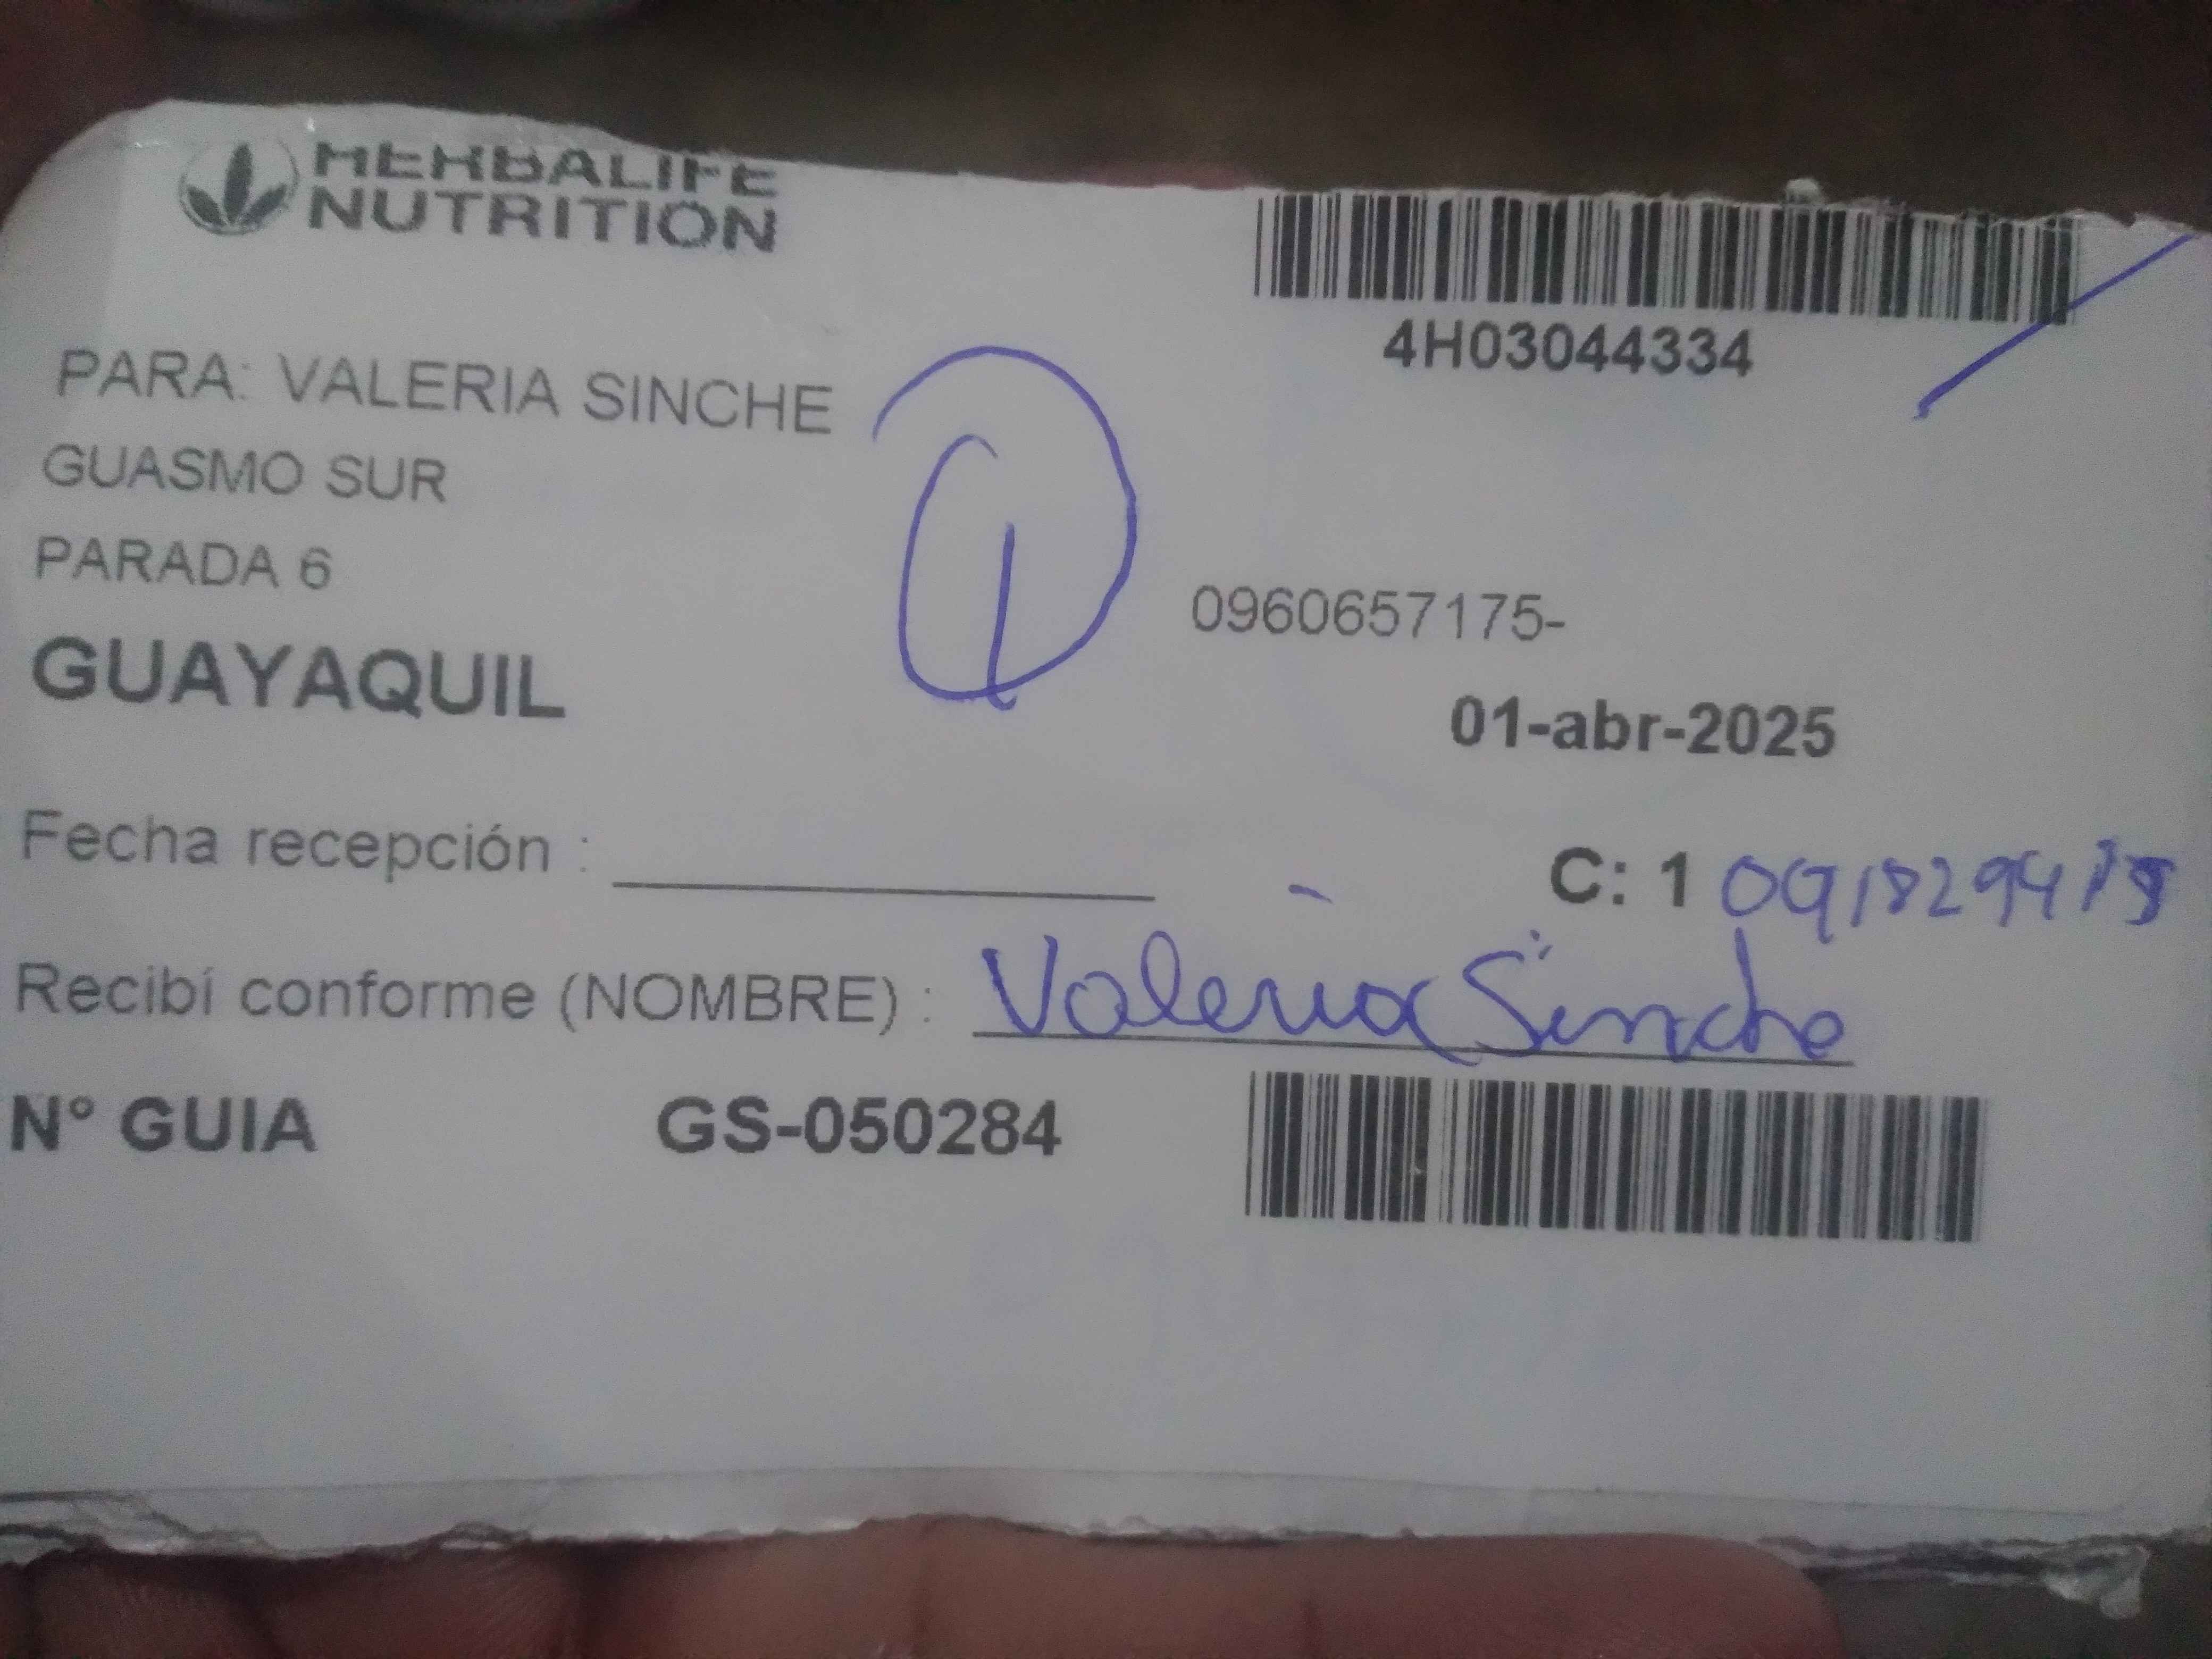 HERBALIFE
NUTRITION
4H03044334
PARA: VALERIA SINCHE
GUASMO SUR
PARADA 6
0960657175-
GUAYAQUIL
01-abr-2025
Fecha recepción :
C: 1
Recibí conforme (NOMBRE) : Valeria Sinche
N° GUIA GS-050284